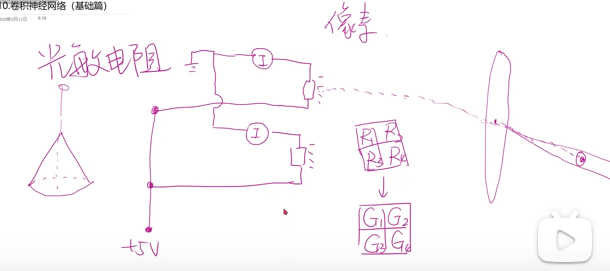 10.卷积神经网络（基础篇）
像素
光敏电阻
I
I
R₁ R₂
R₃ R₄
G₁ G₂
G₃ G₄
+5V